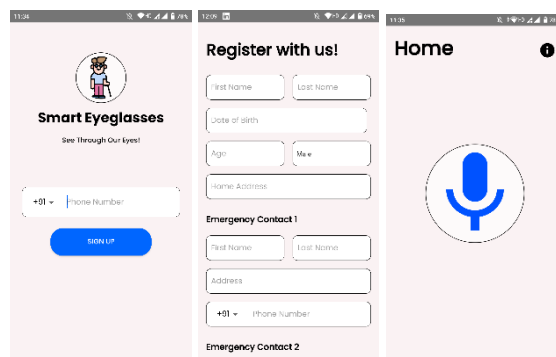 11:34
78%
Smart Eyeglasses
See Through Our Eyes!
+91
Phone Number
SIGN UP
12:09
69%
Register with us!
First Name
Last Name
Date of Birth
Age
Male
Home Address
Emergency Contact 1
First Name
Last Name
Address
+91
Phone Number
Emergency Contact 2
Home